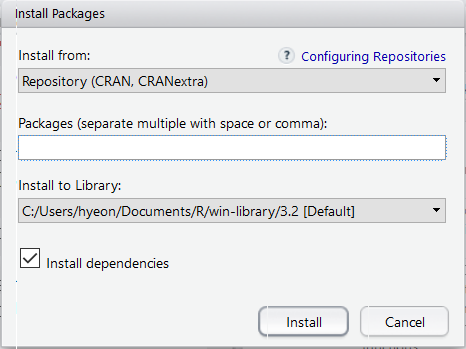 Install Packages
Install from:
? Configuring Repositories
Repository (CRAN, CRANextra)
Packages (separate multiple with space or comma):
Install to Library:
C:/Users/hyeon/Documents/R/win-library/3.2 [Default]
Install dependencies
Install
Cancel